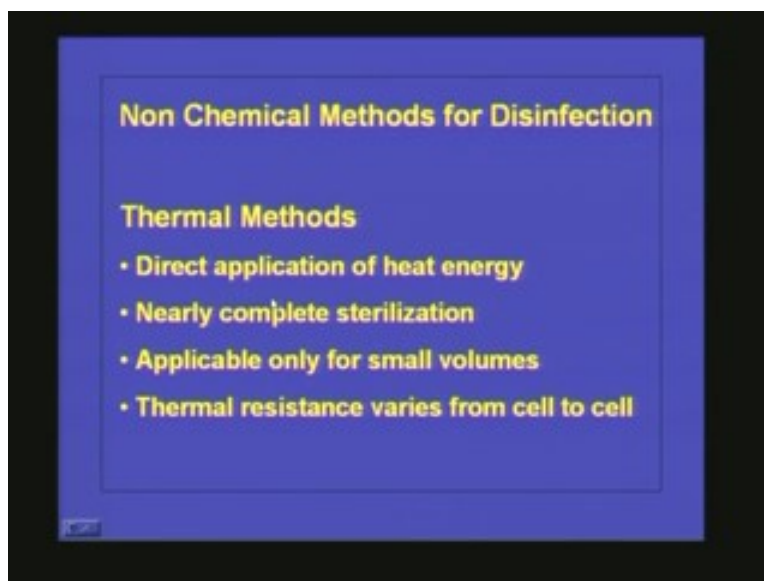 Non Chemical Methods for Disinfection
Thermal Methods
• Direct application of heat energy
• Nearly complete sterilization
• Applicable only for small volumes
• Thermal resistance varies from cell to cell